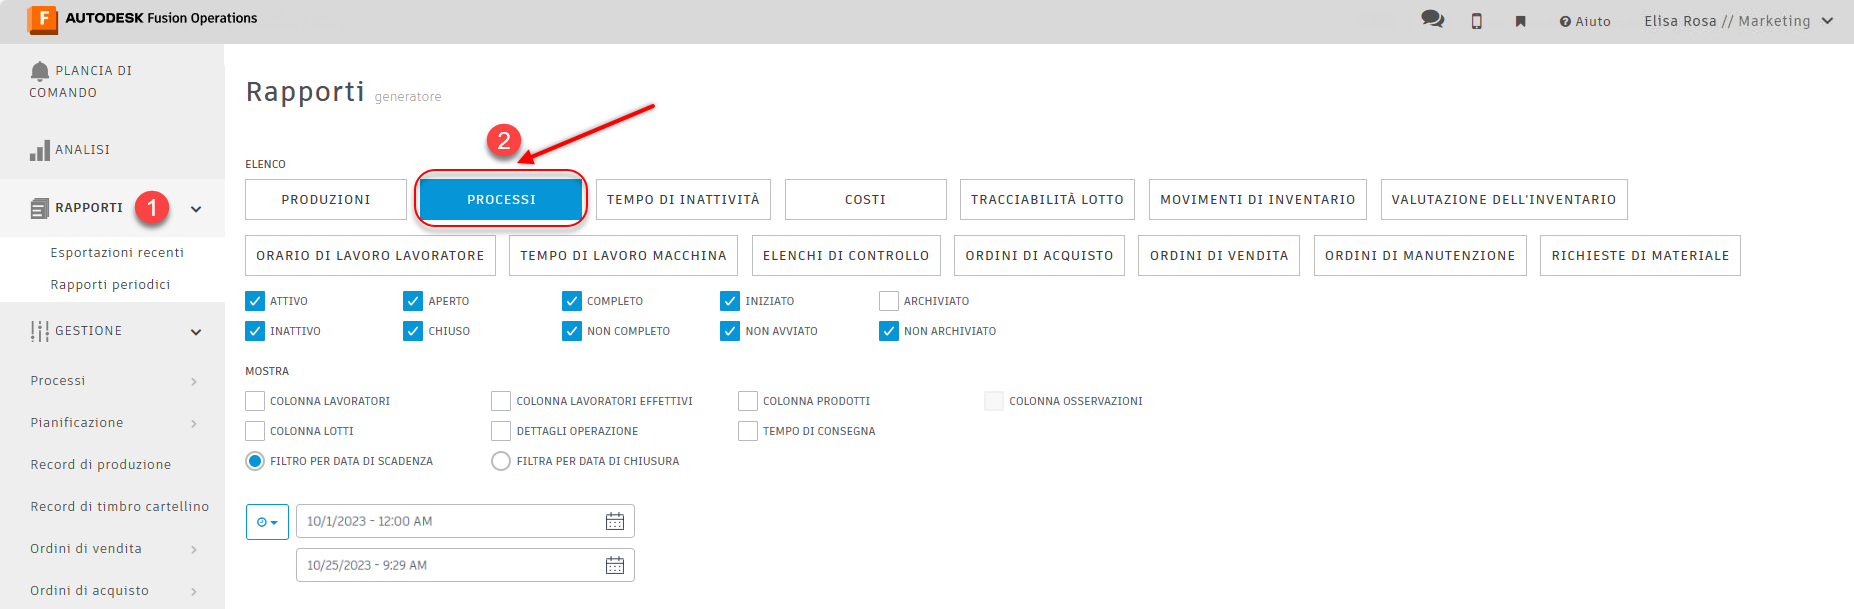 F AUTODESK Fusion Operations
Aiuto
Elisa Rosa // Marketing
PLANCIA DI
COMANDO
ANALISI
RAPPORTI 1
Esportazioni recenti
Rapporti periodici
GESTIONE
Processi
Pianificazione
Record di produzione
Record di timbro cartellino
Ordini di vendita
Ordini di acquisto
Rapporti generatore
2
ELENCO
PRODUZIONI PROCESSI TEMPO DI INATTIVITÀ COSTI TRACCIABILITÀ LOTTO MOVIMENTI DI INVENTARIO VALUTAZIONE DELL'INVENTARIO
ORARIO DI LAVORO LAVORATORE TEMPO DI LAVORO MACCHINA ELENCHI DI CONTROLLO ORDINI DI ACQUISTO ORDINI DI VENDITA ORDINI DI MANUTENZIONE RICHIESTE DI MATERIALE
ATTIVO APERTO COMPLETO INIZIATO ARCHIVIATO
INATTIVO CHIUSO NON COMPLETO NON AVVIATO NON ARCHIVIATO
MOSTRA
COLONNA LAVORATORI COLONNA LAVORATORI EFFETTIVI COLONNA PRODOTTI COLONNA OSSERVAZIONI
COLONNA LOTTI DETTAGLI OPERAZIONE TEMPO DI CONSEGNA
FILTRO PER DATA DI SCADENZA FILTRA PER DATA DI CHIUSURA
10/1/2023 - 12:00 AM
10/25/2023 - 9:29 AM